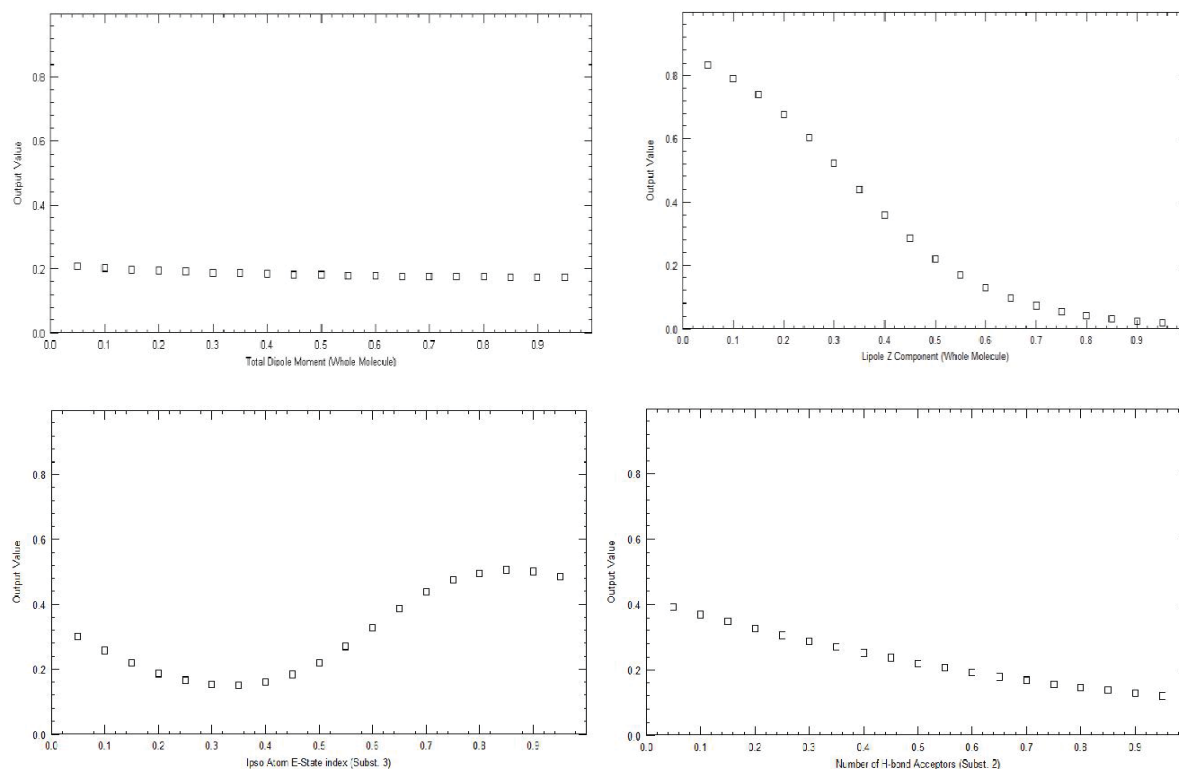 0.8
0.6
0.4
0.2
0.0
Output Value
0.0 0.1 0.2 0.3 0.4 0.5 0.6 0.7 0.8 0.9
Total Dipole Moment (Whole Molecule)
0.8
0.6
0.4
0.2
0.0
Output Value
0.0 0.1 0.2 0.3 0.4 0.5 0.6 0.7 0.8 0.9
Lipole Z Component (Whole Molecule)
0.8
0.6
0.4
0.2
0.0
Output Value
0.0 0.1 0.2 0.3 0.4 0.5 0.6 0.7 0.8 0.9
Ipso Atom E-State index (Subst. 3)
0.8
0.6
0.4
0.2
0.0
Output Value
0.0 0.1 0.2 0.3 0.4 0.5 0.6 0.7 0.8 0.9
Number of H-bond Acceptors (Subst. 2)